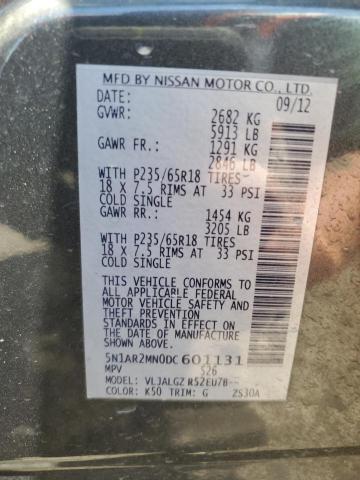 MFD BY NISSAN MOTOR CO., LTD.
DATE: 09/12
GVWR: 2682 KG
5913 LB
GAWR FR.: 1291 KG
2846 LB
WITH P235/65R18 TIRES
18 X 7.5 RIMS AT 33 PSI
COLD SINGLE
GAWR RR.: 1454 KG
3205 LB
WITH P235/65R18 TIRES
18 X 7.5 RIMS AT 33 PSI
COLD SINGLE
THIS VEHICLE CONFORMS TO
ALL APPLICABLE FEDERAL
MOTOR VEHICLE SAFETY AND
THEFT PREVENTION
STANDARDS IN EFFECT ON THE
DATE OF MANUFACTURE
SHOWN ABOVE.
5N1AR2MN0DC601131
MPV S26
MODEL: VLJALGZ R52EU7B--
COLOR: K50 TRIM: G ZS30A